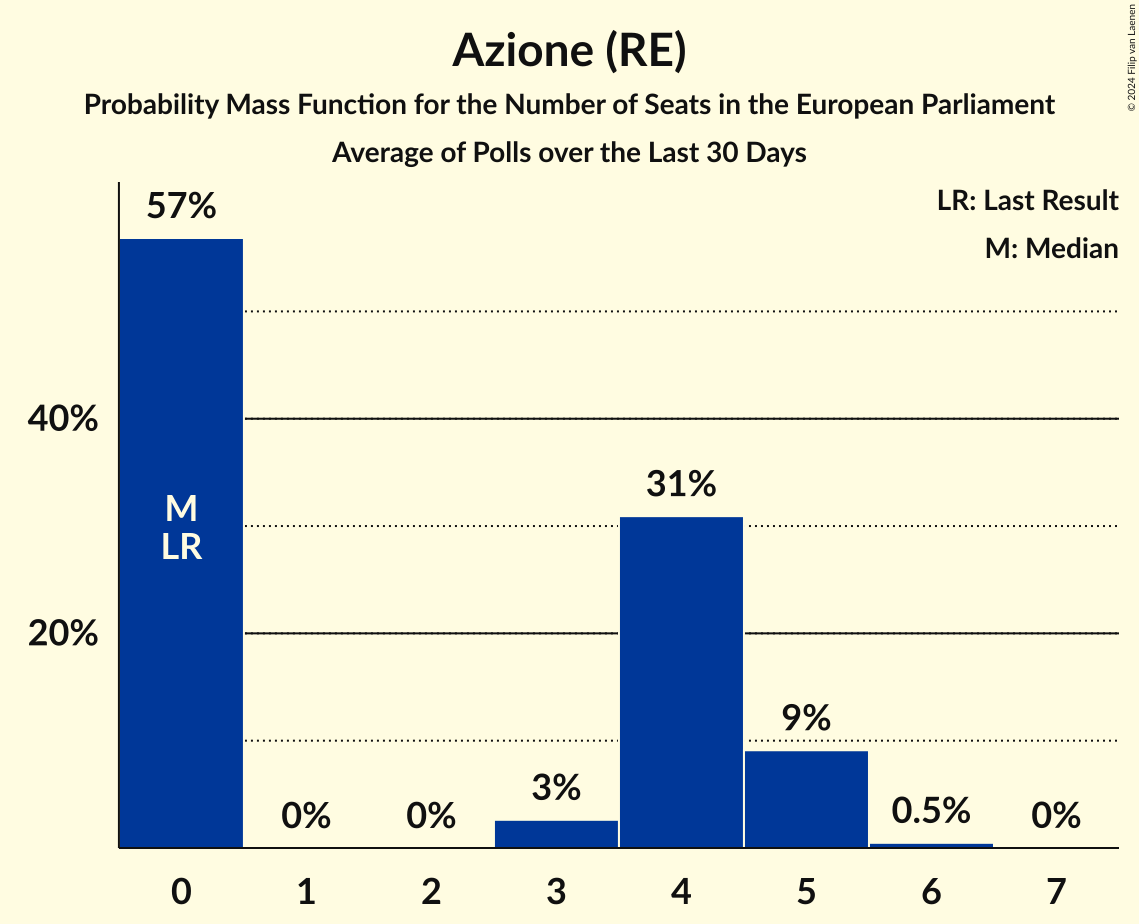 Azione (RE)
Probability Mass Function for the Number of Seats in the European Parliament
Average of Polls over the Last 30 Days
© 2024 Filip van Laenen
LR: Last Result
M: Median
57%
40%
20%
M
LR
0%
0%
3%
31%
9%
0.5%
0%
0 1 2 3 4 5 6 7